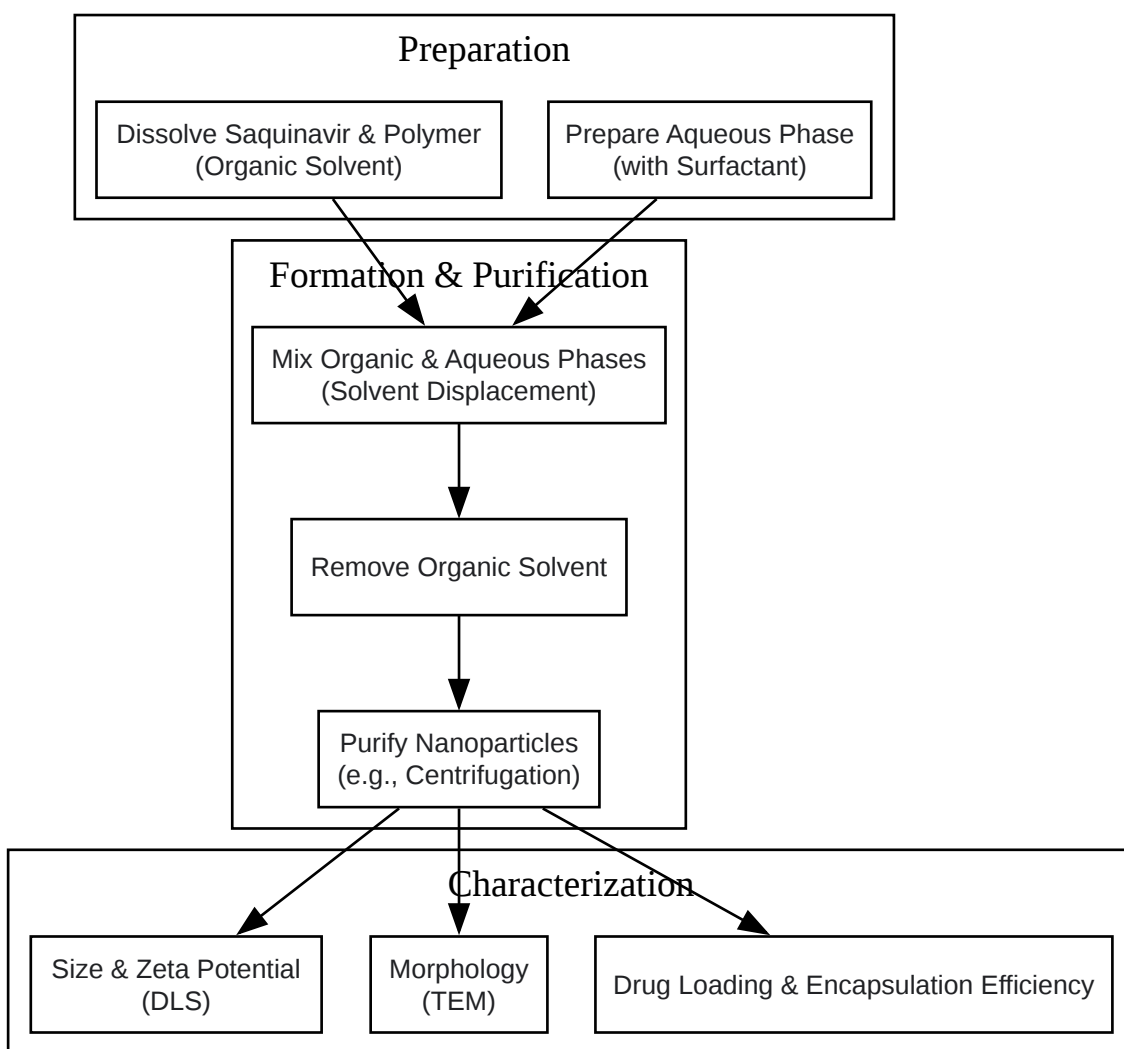 Preparation
Dissolve Saquinavir & Polymer
(Organic Solvent)
Prepare Aqueous Phase
(with Surfactant)
Formation & Purification
Mix Organic & Aqueous Phases
(Solvent Displacement)
Remove Organic Solvent
Purify Nanoparticles
(e.g., Centrifugation)
Characterization
Size & Zeta Potential
(DLS)
Morphology
(TEM)
Drug Loading & Encapsulation Efficiency